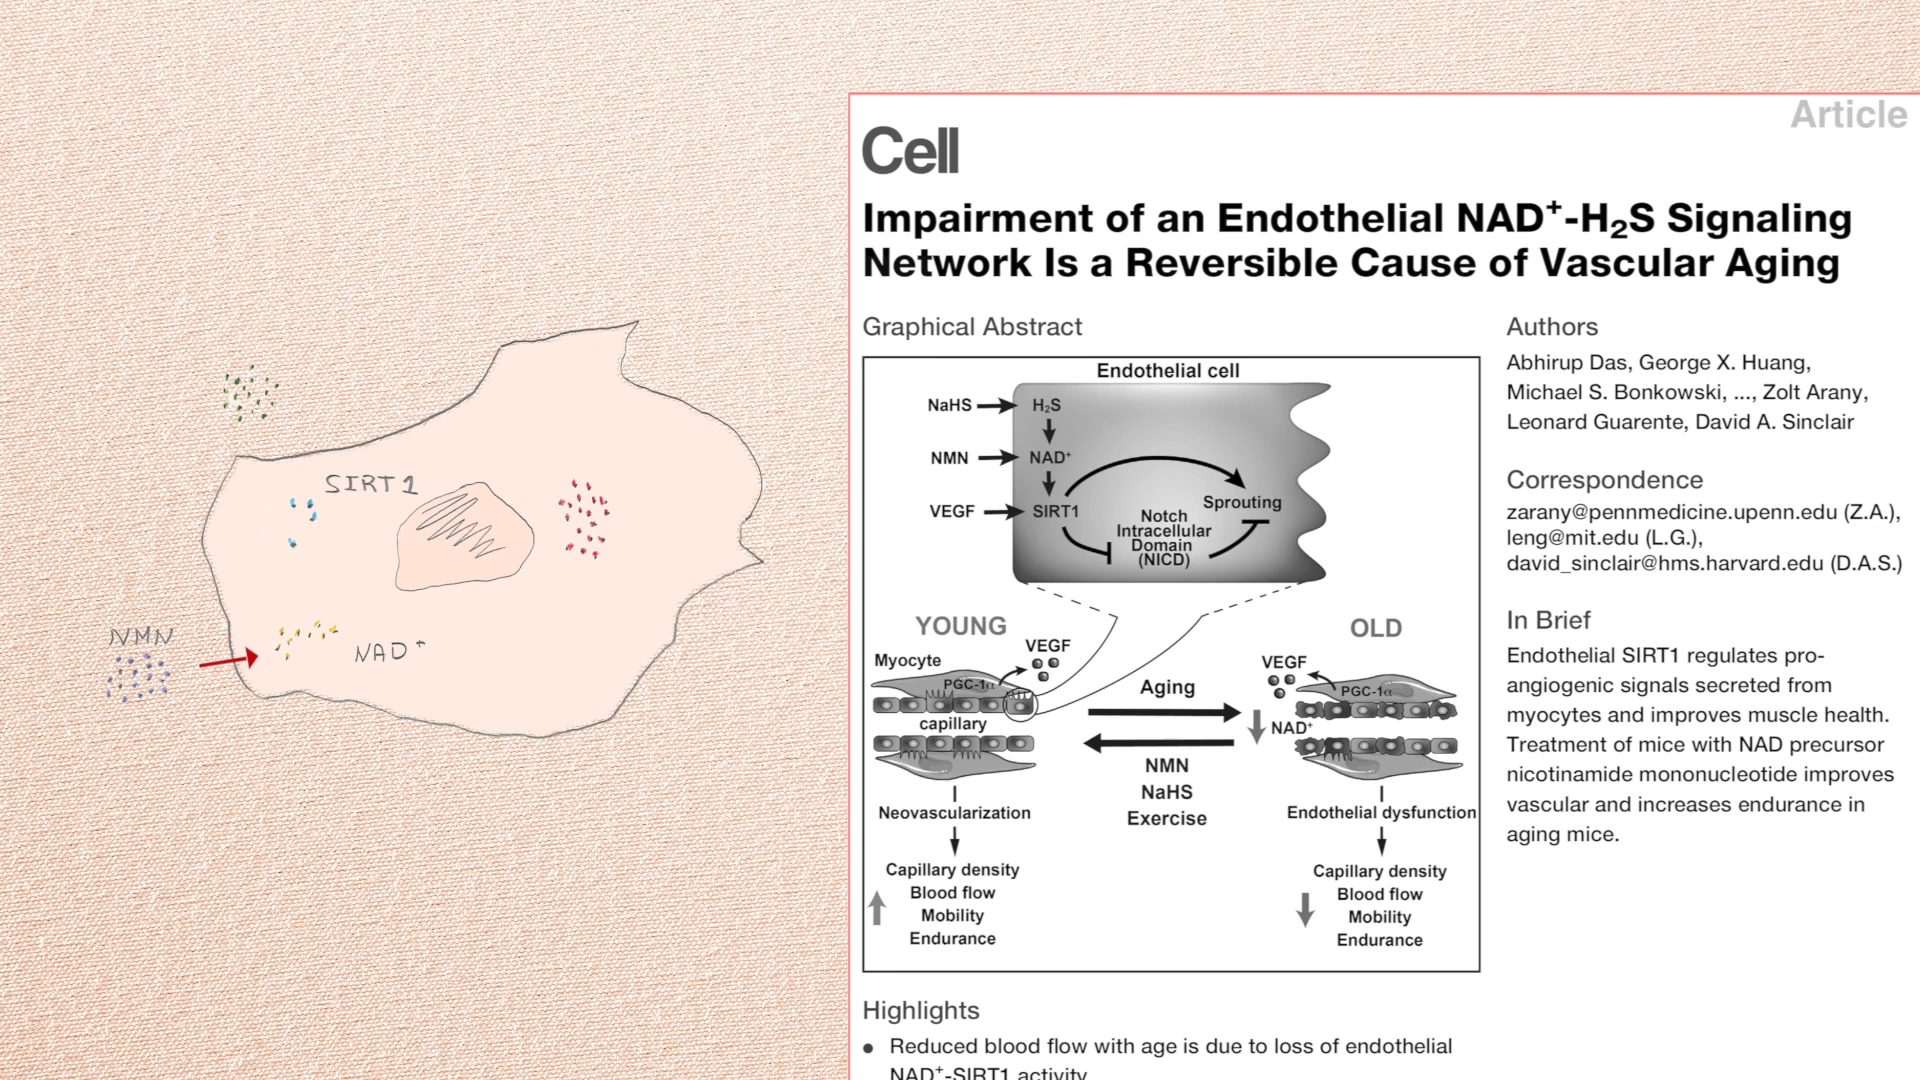 SIRT1
NMN
NAD+
Article
Cell
Impairment of an Endothelial NAD+-H2S Signaling
Network Is a Reversible Cause of Vascular Aging
Graphical Abstract
Endothelial cell
NaHS
H2S
NMN
NAD+
VEGF
SIRT1
Sprouting
Notch
Intracellular
Domain
(NICD)
YOUNG
Myocyte
VEGF
PGC-1α
capillary
Neovascularization
Capillary density
Blood flow
Mobility
Endurance
Aging
NMN
NaHS
Exercise
OLD
VEGF
PGC-1α
NAD+
Endothelial dysfunction
Capillary density
Blood flow
Mobility
Endurance
Authors
Abhirup Das, George X. Huang,
Michael S. Bonkowski, ..., Zolt Arany,
Leonard Guarente, David A. Sinclair
Correspondence
zarany@pennmedicine.upenn.edu (Z.A.),
leng@mit.edu (L.G.),
david_sinclair@hms.harvard.edu (D.A.S.)
In Brief
Endothelial SIRT1 regulates pro-
angiogenic signals secreted from
myocytes and improves muscle health.
Treatment of mice with NAD precursor
nicotinamide mononucleotide improves
vascular and increases endurance in
aging mice.
Highlights
● Reduced blood flow with age is due to loss of endothelial
NAD+-SIRT1 activity